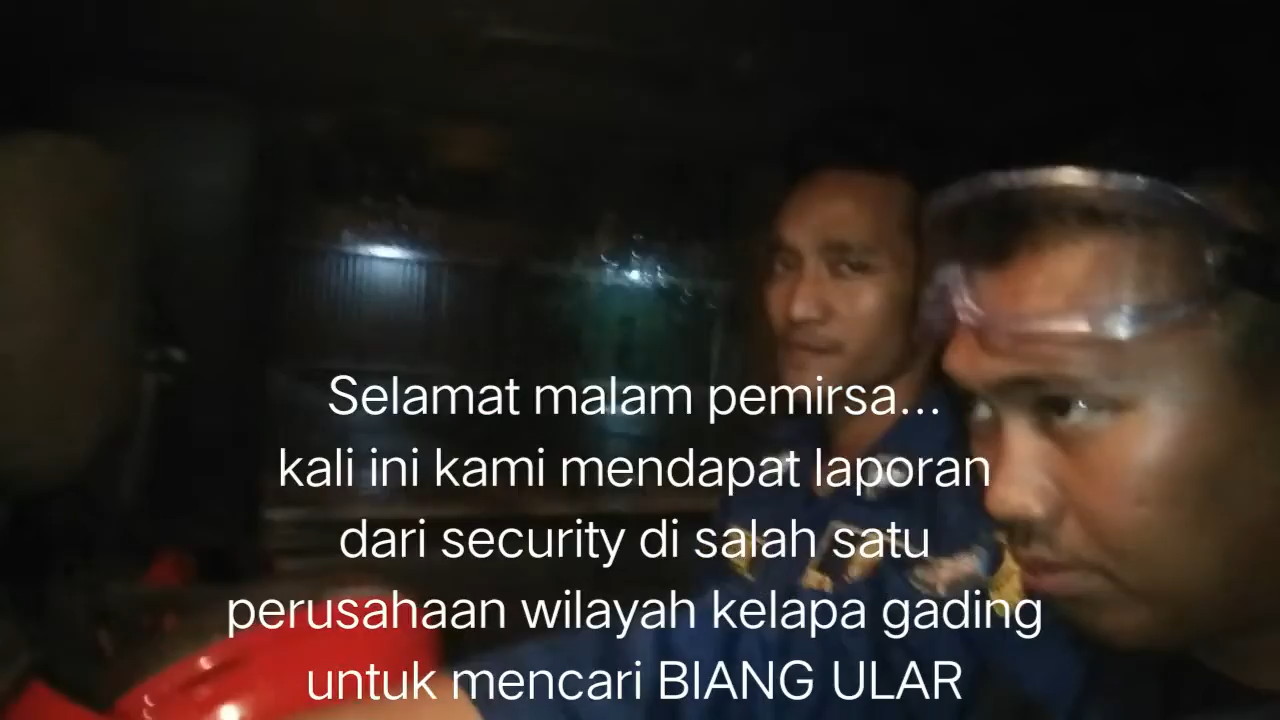 Selamat malam pemirsa...
kali ini kami mendapat laporan
dari security di salah satu
perusahaan wilayah kelapa gading
untuk mencari BIANG ULAR